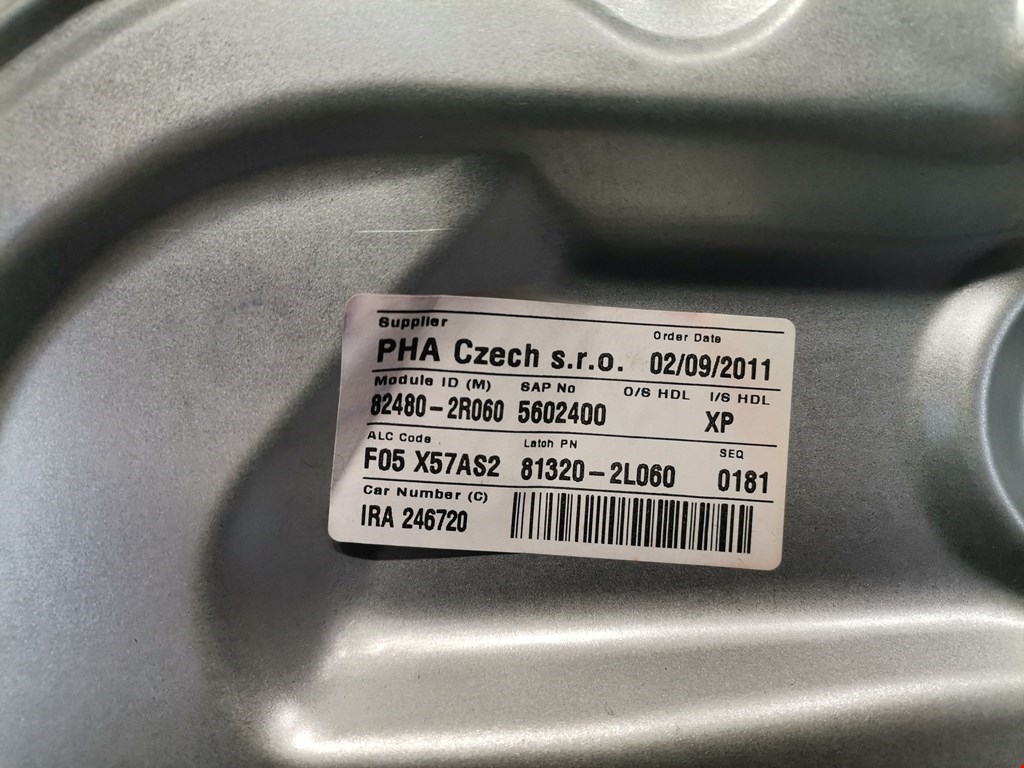 Supplier Order Date
PHA Czech s.r.o. 02/09/2011
Module ID (M) SAP No O/S HDL I/S HDL
82480-2R060 5602400 XP
ALC Code Latch PN SEQ
F05 X57AS2 81320-2L060 0181
Car Number (C)
IRA 246720